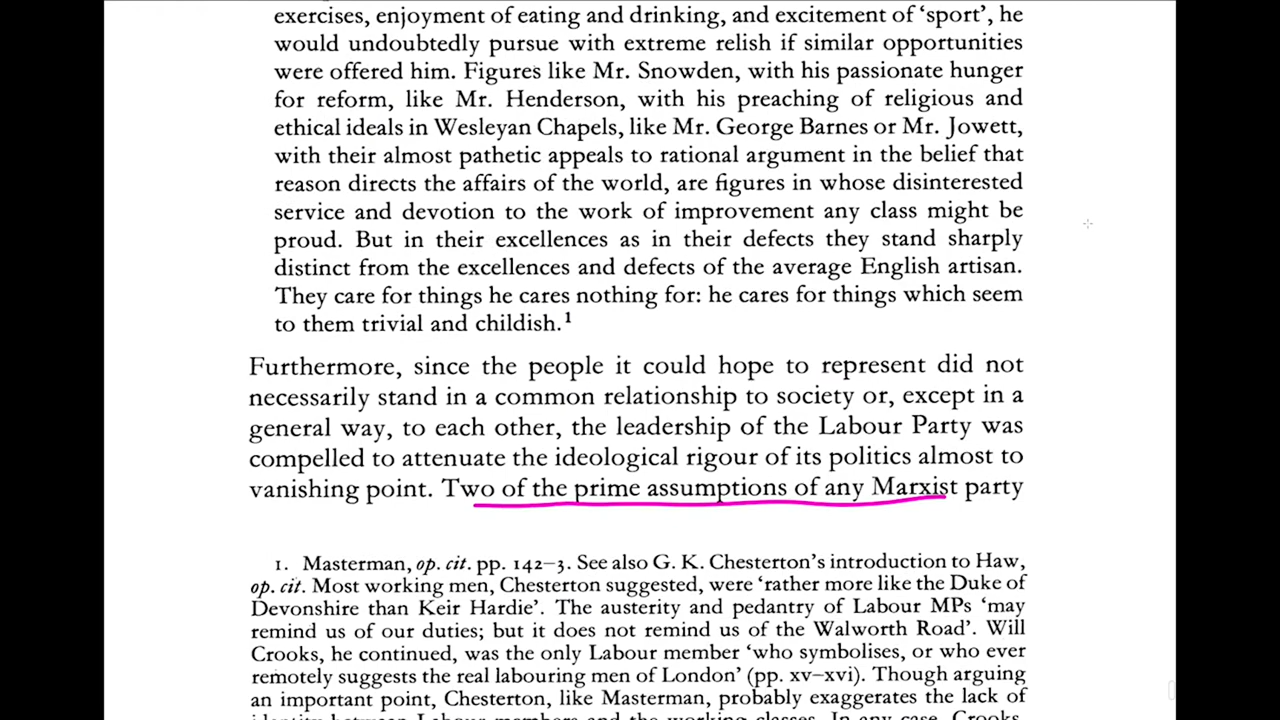 exercises, enjoyment of eating and drinking, and excitement of ‘sport’, he
would undoubtedly pursue with extreme relish if similar opportunities
were offered him. Figures like Mr. Snowden, with his passionate hunger
for reform, like Mr. Henderson, with his preaching of religious and
ethical ideals in Wesleyan Chapels, like Mr. George Barnes or Mr. Jowett,
with their almost pathetic appeals to rational argument in the belief that
reason directs the affairs of the world, are figures in whose disinterested
service and devotion to the work of improvement any class might be
proud. But in their excellences as in their defects they stand sharply
distinct from the excellences and defects of the average English artisan.
They care for things he cares nothing for: he cares for things which seem
to them trivial and childish.¹
Furthermore, since the people it could hope to represent did not
necessarily stand in a common relationship to society or, except in a
general way, to each other, the leadership of the Labour Party was
compelled to attenuate the ideological rigour of its politics almost to
vanishing point. Two of the prime assumptions of any Marxist party
1. Masterman, op. cit. pp. 142–3. See also G. K. Chesterton’s introduction to Haw,
op. cit. Most working men, Chesterton suggested, were ‘rather more like the Duke of
Devonshire than Keir Hardie’. The austerity and pedantry of Labour MPs ‘may
remind us of our duties; but it does not remind us of the Walworth Road’. Will
Crooks, he continued, was the only Labour member ‘who symbolises, or who ever
remotely suggests the real labouring men of London’ (pp. xv–xvi). Though arguing
an important point, Chesterton, like Masterman, probably exaggerates the lack of
identity between Labour members and the working classes. In any case, Crooks,